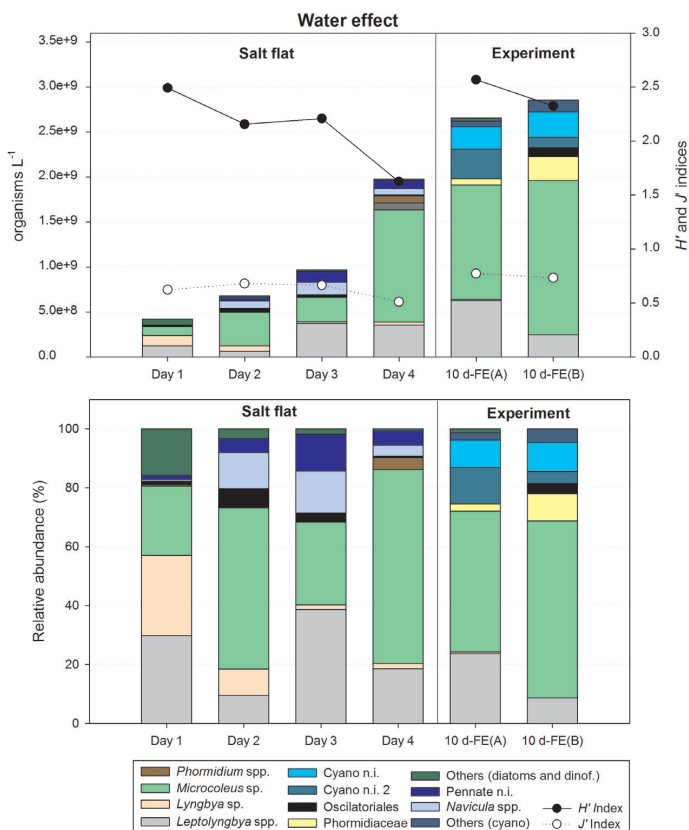 Water effect
Salt flat Experiment
3.5e+9
3.0e+9
2.5e+9
2.0e+9
1.5e+9
1.0e+9
5.0e+8
0.0
organisms L-1
3.0
2.5
2.0
1.5
1.0
0.5
0.0
H' and J' indices
Day 1 Day 2 Day 3 Day 4 10 d-FE(A) 10 d-FE(B)
Salt flat Experiment
100
80
60
40
20
0
Relative abundance (%)
Day 1 Day 2 Day 3 Day 4 10 d-FE(A) 10 d-FE(B)
Phormidium spp.
Microcoleus sp.
Lyngbya sp.
Leptolyngbya spp.
Cyano n.i.
Cyano n.i. 2
Oscilatoriales
Phormidiaceae
Others (diatoms and dinof.)
Pennate n.i.
Navicula spp.
Others (cyano)
H' Index
J' Index